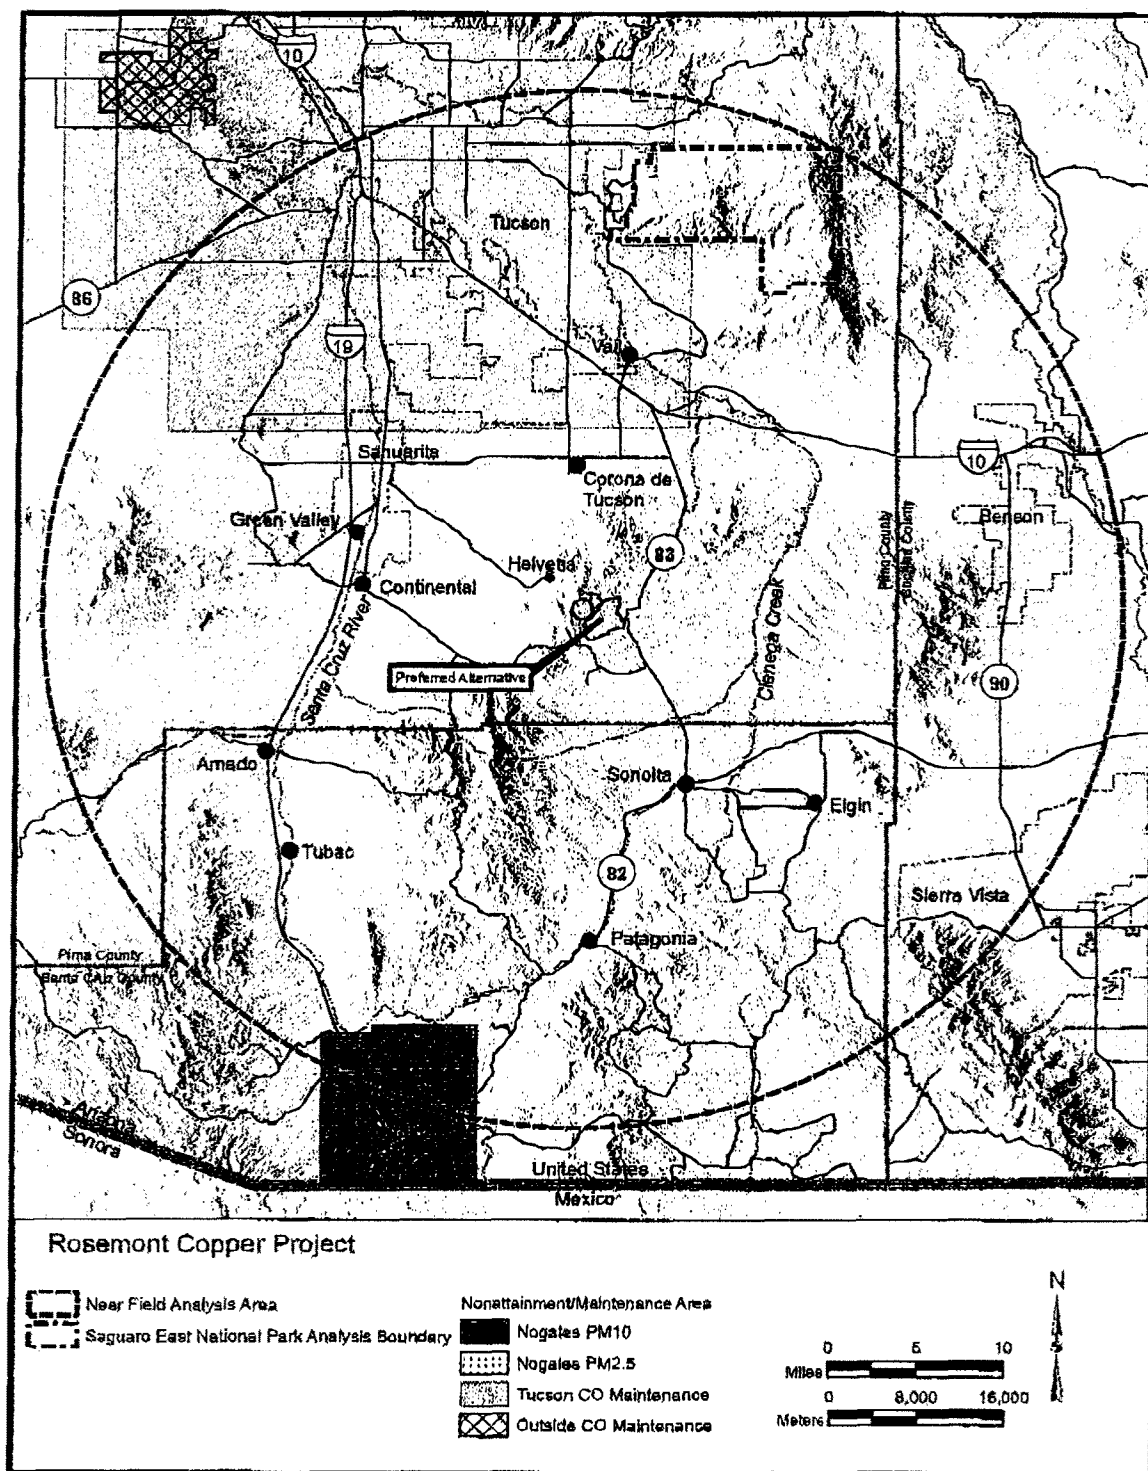 10
Tucson
86
19
Vail
Sahuarita
10
Corona de
Tucson
Green Valley
Benson
Pima County
Cochise County
83
Helvetia
Continental
Santa Cruz River
Cienega Creek
Preferred Alternative
90
Amado
Sonoita
Elgin
Tubac
82
Sierra Vista
Patagonia
Pima County
Santa Cruz County
Arizona
Sonora
United States
Mexico
Rosemont Copper Project
Near Field Analysis Area
Saguaro East National Park Analysis Boundary
Nonattainment/Maintenance Area
Nogales PM10
Nogales PM2.5
Tucson CO Maintenance
Outside CO Maintenance
N
0 5 10
Miles
0 8,000 16,000
Meters